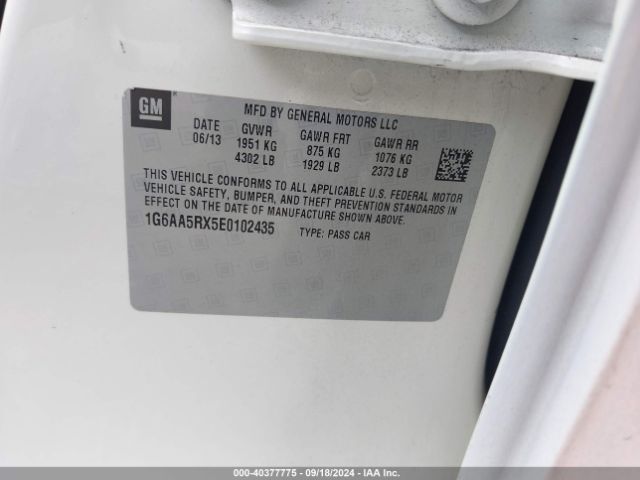 GM
MFD BY GENERAL MOTORS LLC
DATE GVWR GAWR FRT GAWR RR
06/13 1951 KG 875 KG 1076 KG
4302 LB 1929 LB 2373 LB
THIS VEHICLE CONFORMS TO ALL APPLICABLE U.S. FEDERAL MOTOR
VEHICLE SAFETY, BUMPER, AND THEFT PREVENTION STANDARDS IN
EFFECT ON THE DATE OF MANUFACTURE SHOWN ABOVE.
1G6AA5RX5E0102435 TYPE: PASS CAR
000-40377775 - 09/18/2024 - IAA Inc.